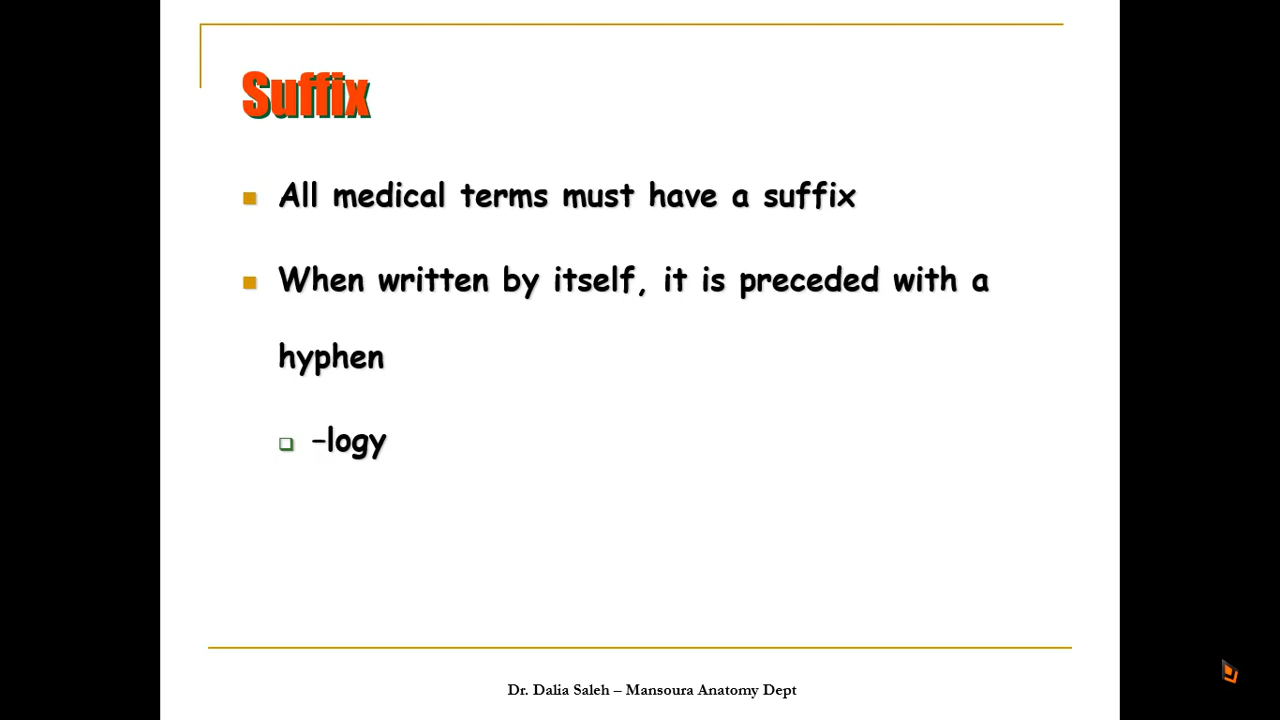 Suffix
All medical terms must have a suffix
When written by itself, it is preceded with a
hyphen
–logy
Dr. Dalia Saleh – Mansoura Anatomy Dept